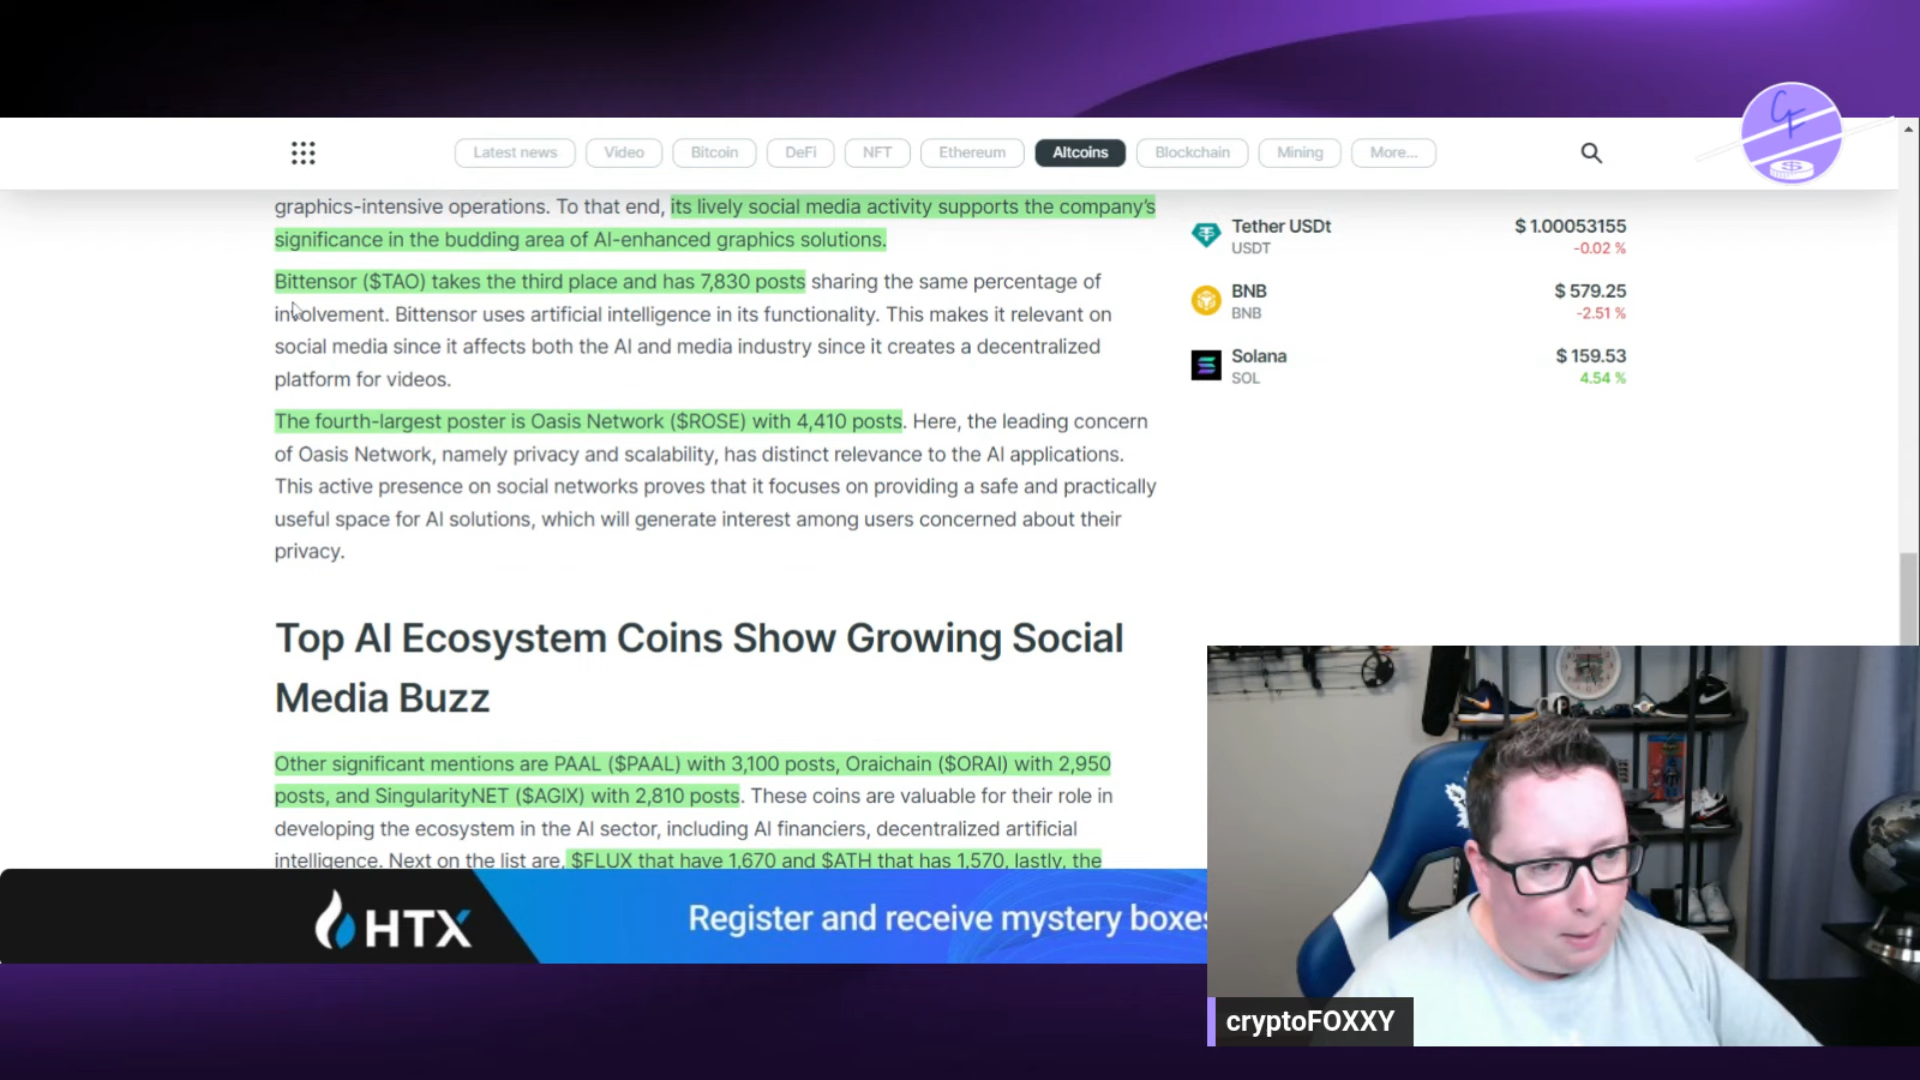 Latest news Video Bitcoin DeFi NFT Ethereum Altcoins Blockchain Mining More...
graphics-intensive operations. To that end, its lively social media activity supports the company's
significance in the budding area of AI-enhanced graphics solutions.
Bittensor ($TAO) takes the third place and has 7,830 posts sharing the same percentage of
involvement. Bittensor uses artificial intelligence in its functionality. This makes it relevant on
social media since it affects both the AI and media industry since it creates a decentralized
platform for videos.
The fourth-largest poster is Oasis Network ($ROSE) with 4,410 posts. Here, the leading concern
of Oasis Network, namely privacy and scalability, has distinct relevance to the AI applications.
This active presence on social networks proves that it focuses on providing a safe and practically
useful space for AI solutions, which will generate interest among users concerned about their
privacy.
Top AI Ecosystem Coins Show Growing Social
Media Buzz
Other significant mentions are PAAL ($PAAL) with 3,100 posts, Oraichain ($ORAI) with 2,950
posts, and SingularityNET ($AGIX) with 2,810 posts. These coins are valuable for their role in
developing the ecosystem in the AI sector, including AI financiers, decentralized artificial
intelligence. Next on the list are, $FLUX that have 1,670 and $ATH that has 1,570, lastly, the
Tether USDt $ 1.00053155
USDT -0.02 %
BNB $ 579.25
BNB -2.51 %
Solana $ 159.53
SOL 4.54 %
CF
$
HTX Register and receive mystery boxes
cryptoFOXXY